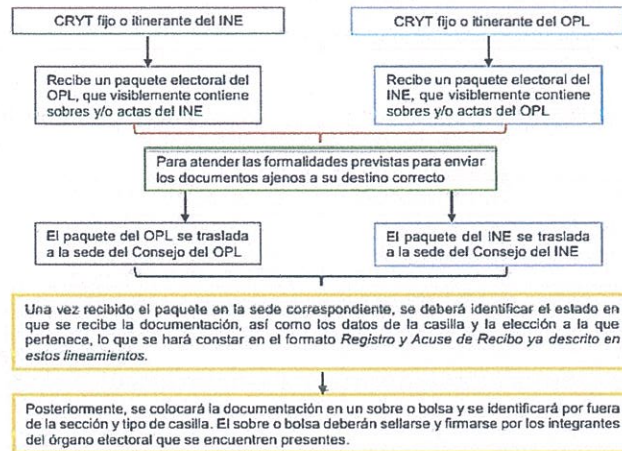 CRYT fijo o itinerante del INE
CRYT fijo o itinerante del OPL
Recibe un paquete electoral del
OPL, que visiblemente contiene
sobres y/o actas del INE
Recibe un paquete electoral del
INE, que visiblemente contiene
sobres y/o actas del OPL
Para atender las formalidades previstas para enviar
los documentos ajenos a su destino correcto
El paquete del OPL se traslada
a la sede del Consejo del OPL
El paquete del INE se traslada
a la sede del Consejo del INE
Una vez recibido el paquete en la sede correspondiente, se deberá identificar el estado en
que se recibe la documentación, así como los datos de la casilla y la elección a la que
pertenece, lo que se hará constar en el formato Registro y Acuse de Recibo ya descrito en
estos lineamientos.
Posteriormente, se colocará la documentación en un sobre o bolsa y se identificará por fuera
de la sección y tipo de casilla. El sobre o bolsa deberán sellarse y firmarse por los integrantes
del órgano electoral que se encuentren presentes.